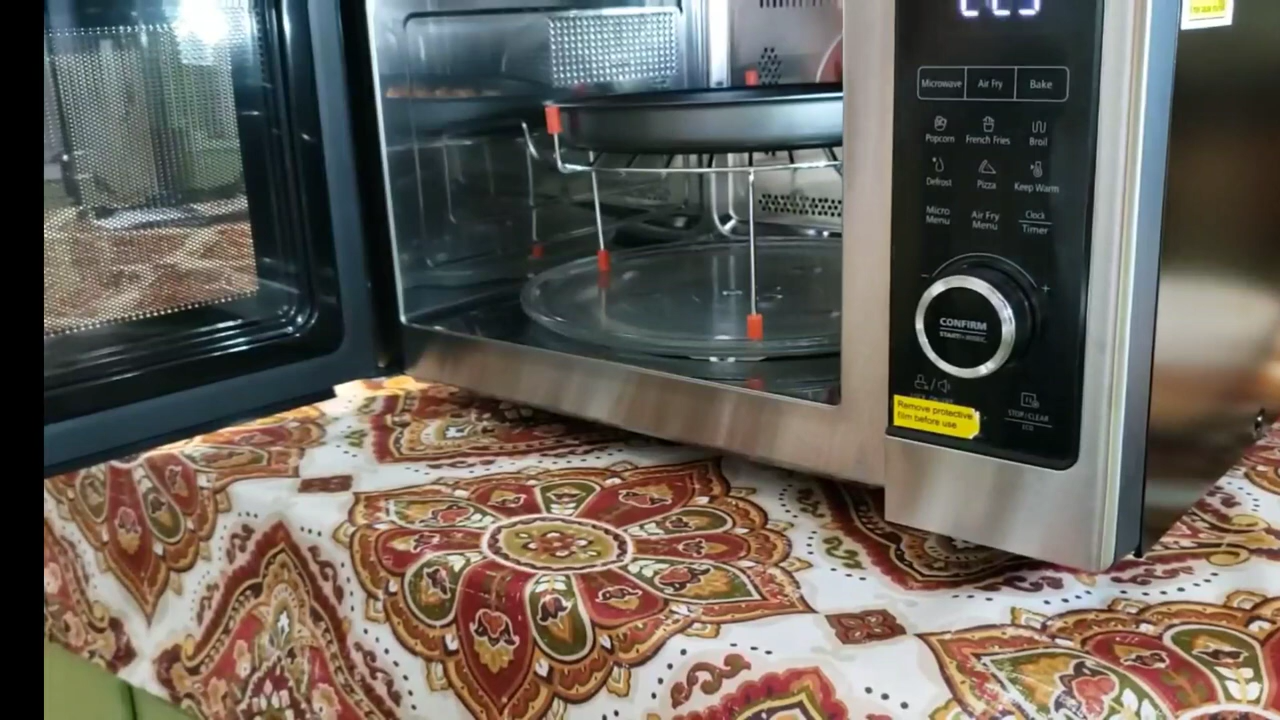 Microwave Air Fry Bake
Popcorn French Fries Broil
Defrost Pizza Keep Warm
Micro Menu
Air Fry Menu
Clock
Timer
- +
CONFIRM
Remove protective
film before use
STOP/CLEAR
ECO